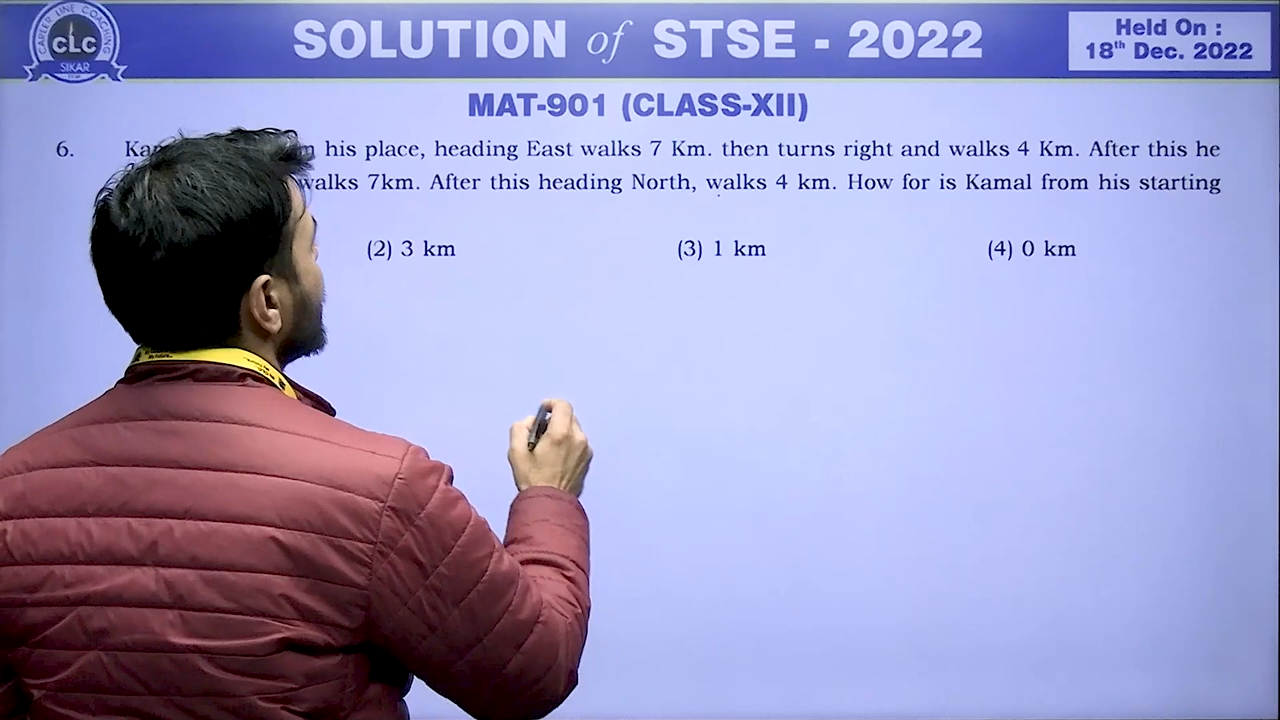 CAREER LINE COACHING
CLC
SIKAR
SOLUTION of STSE - 2022
Held On :
18th Dec. 2022
MAT-901 (CLASS-XII)
6. his place, heading East walks 7 Km. then turns right and walks 4 Km. After this he
walks 7km. After this heading North, walks 4 km. How for is Kamal from his starting
(2) 3 km (3) 1 km (4) 0 km